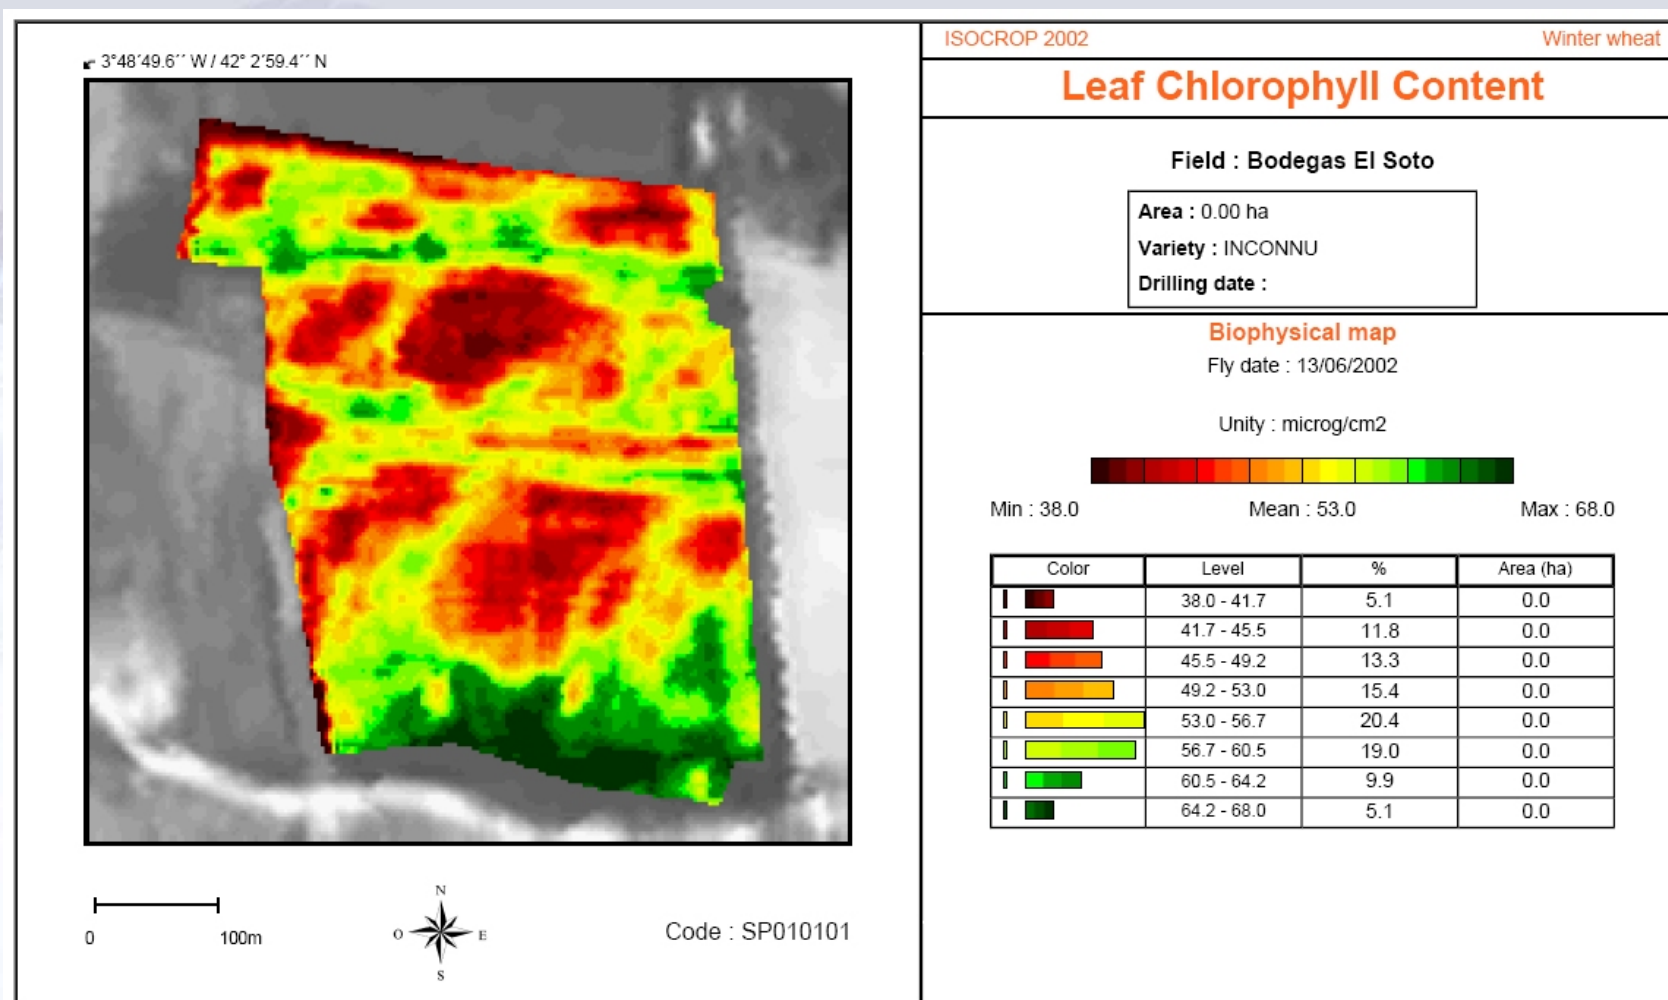 3°48´49.6´´ W / 42° 2´59.4´´ N
0
100m
N
O
E
S
Code : SP010101
ISOCROP 2002
Winter wheat
Leaf Chlorophyll Content
Field : Bodegas El Soto
Area : 0.00 ha
Variety : INCONNU
Drilling date :
Biophysical map
Fly date : 13/06/2002
Unity : microg/cm2
Min : 38.0 Mean : 53.0 Max : 68.0
Color Level % Area (ha)
38.0 - 41.7 5.1 0.0
41.7 - 45.5 11.8 0.0
45.5 - 49.2 13.3 0.0
49.2 - 53.0 15.4 0.0
53.0 - 56.7 20.4 0.0
56.7 - 60.5 19.0 0.0
60.5 - 64.2 9.9 0.0
64.2 - 68.0 5.1 0.0